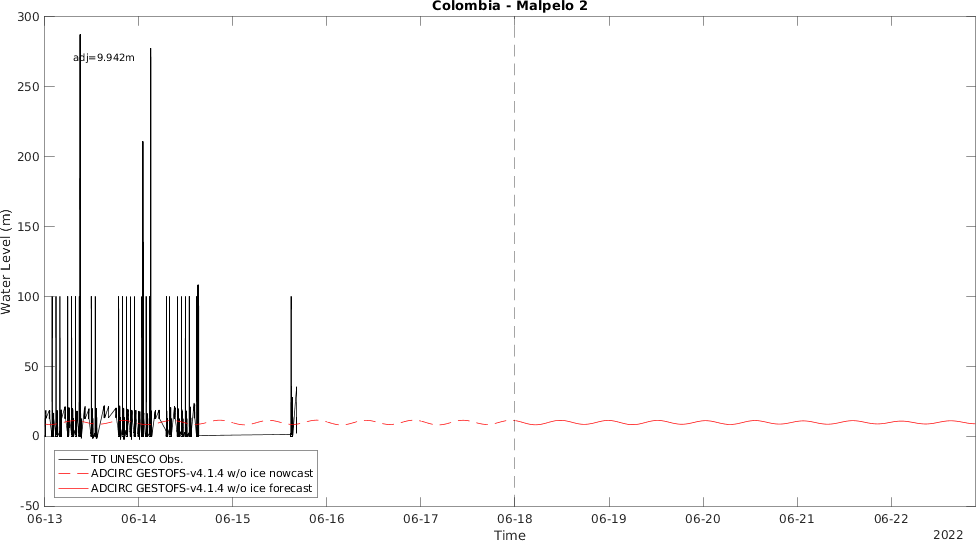 Colombia - Malpelo 2
300
adj=9.942m
250
200
150
100
50
0
-50
Water Level (m)
TD UNESCO Obs.
ADCIRC GESTOFS-v4.1.4 w/o ice nowcast
ADCIRC GESTOFS-v4.1.4 w/o ice forecast
06-13 06-14 06-15 06-16 06-17 06-18 06-19 06-20 06-21 06-22
Time
2022